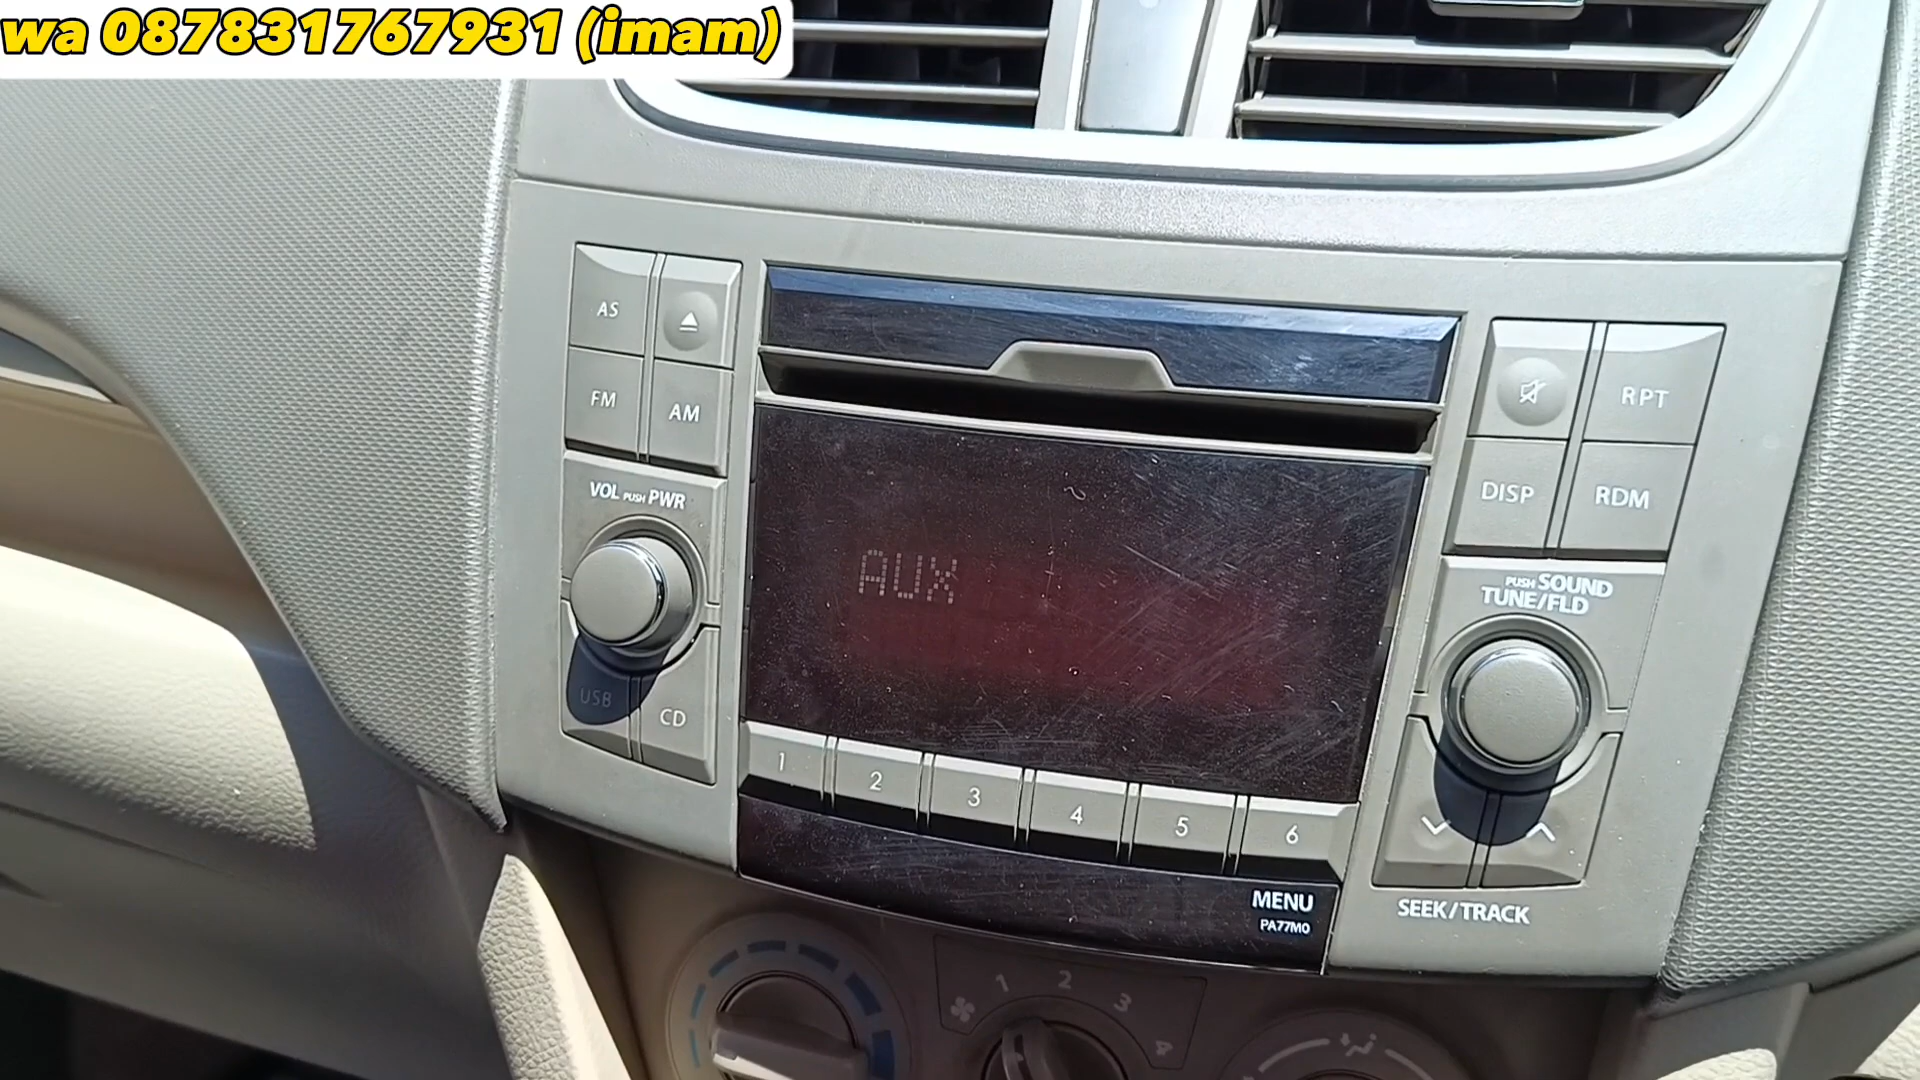 wa 087831767931 (imam)
AS
FM
AM
VOL PUSH PWR
USB
CD
AUX
1
2
3
4
5
6
MENU
PA77M0
RPT
DISP
RDM
PUSH SOUND
TUNE/FLD
SEEK/TRACK
1
2
3
4